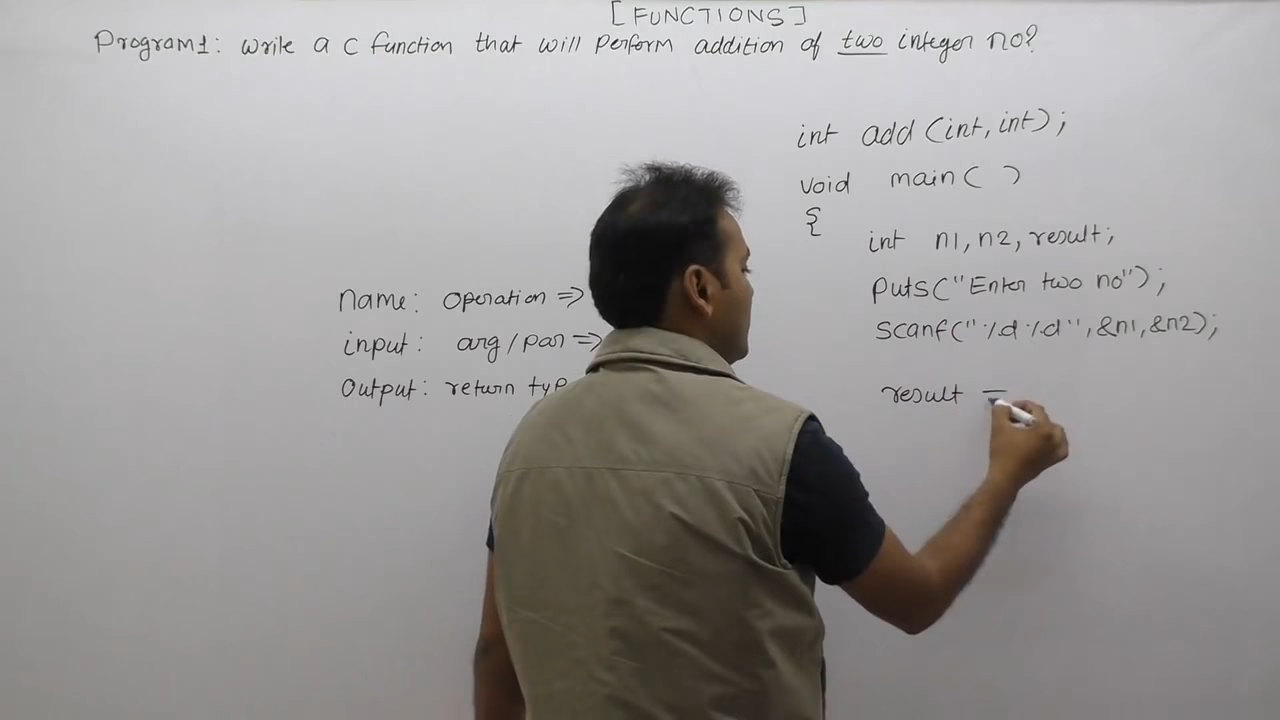 [FUNCTIONS]
Program1: write a C function that will perform addition of two integer no?
int add (int, int);
void main( )
{
int n1, n2, result;
puts("Enter two no");
scanf("%d %d", &n1, &n2);
result =
name: operation =>
input: arg/par =>
output: return typ